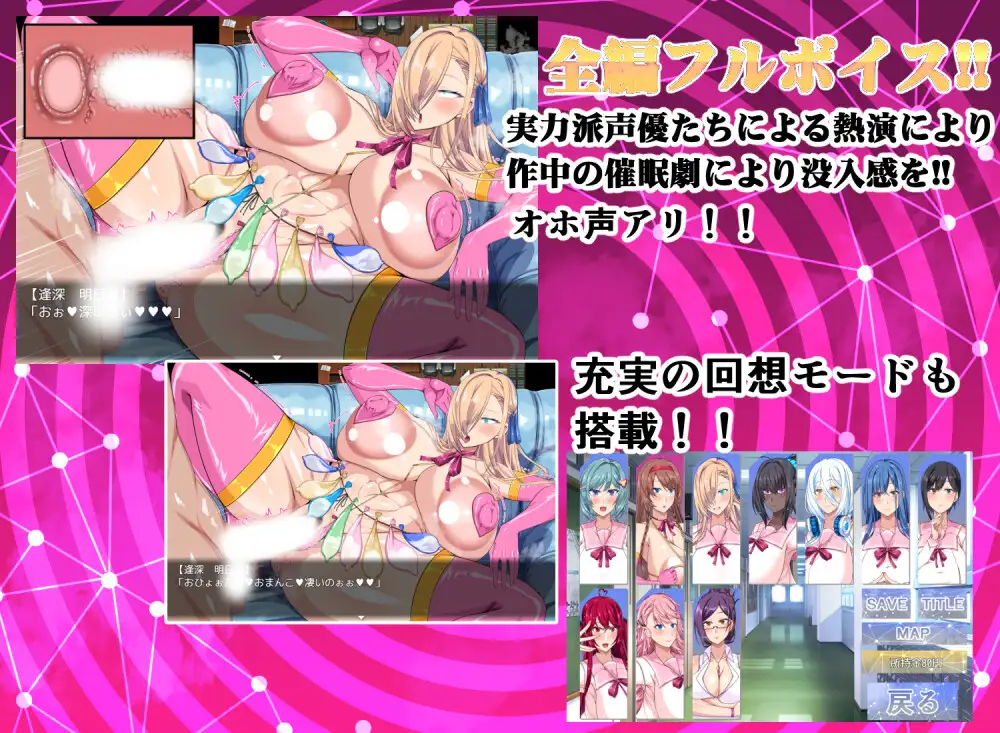 全編フルボイス!!
実力派声優たちによる熱演により
作中の催眠劇により没入感を!!
オホ声アリ！！
【逢深
「おぉ♥深
♥♥♥」
充実の回想モードも
搭載！！
【逢深
「おひょぉ
♥おまんこ♥凄いのぉぉ♥♥」
SAVE
TITLE
MAP
戻る